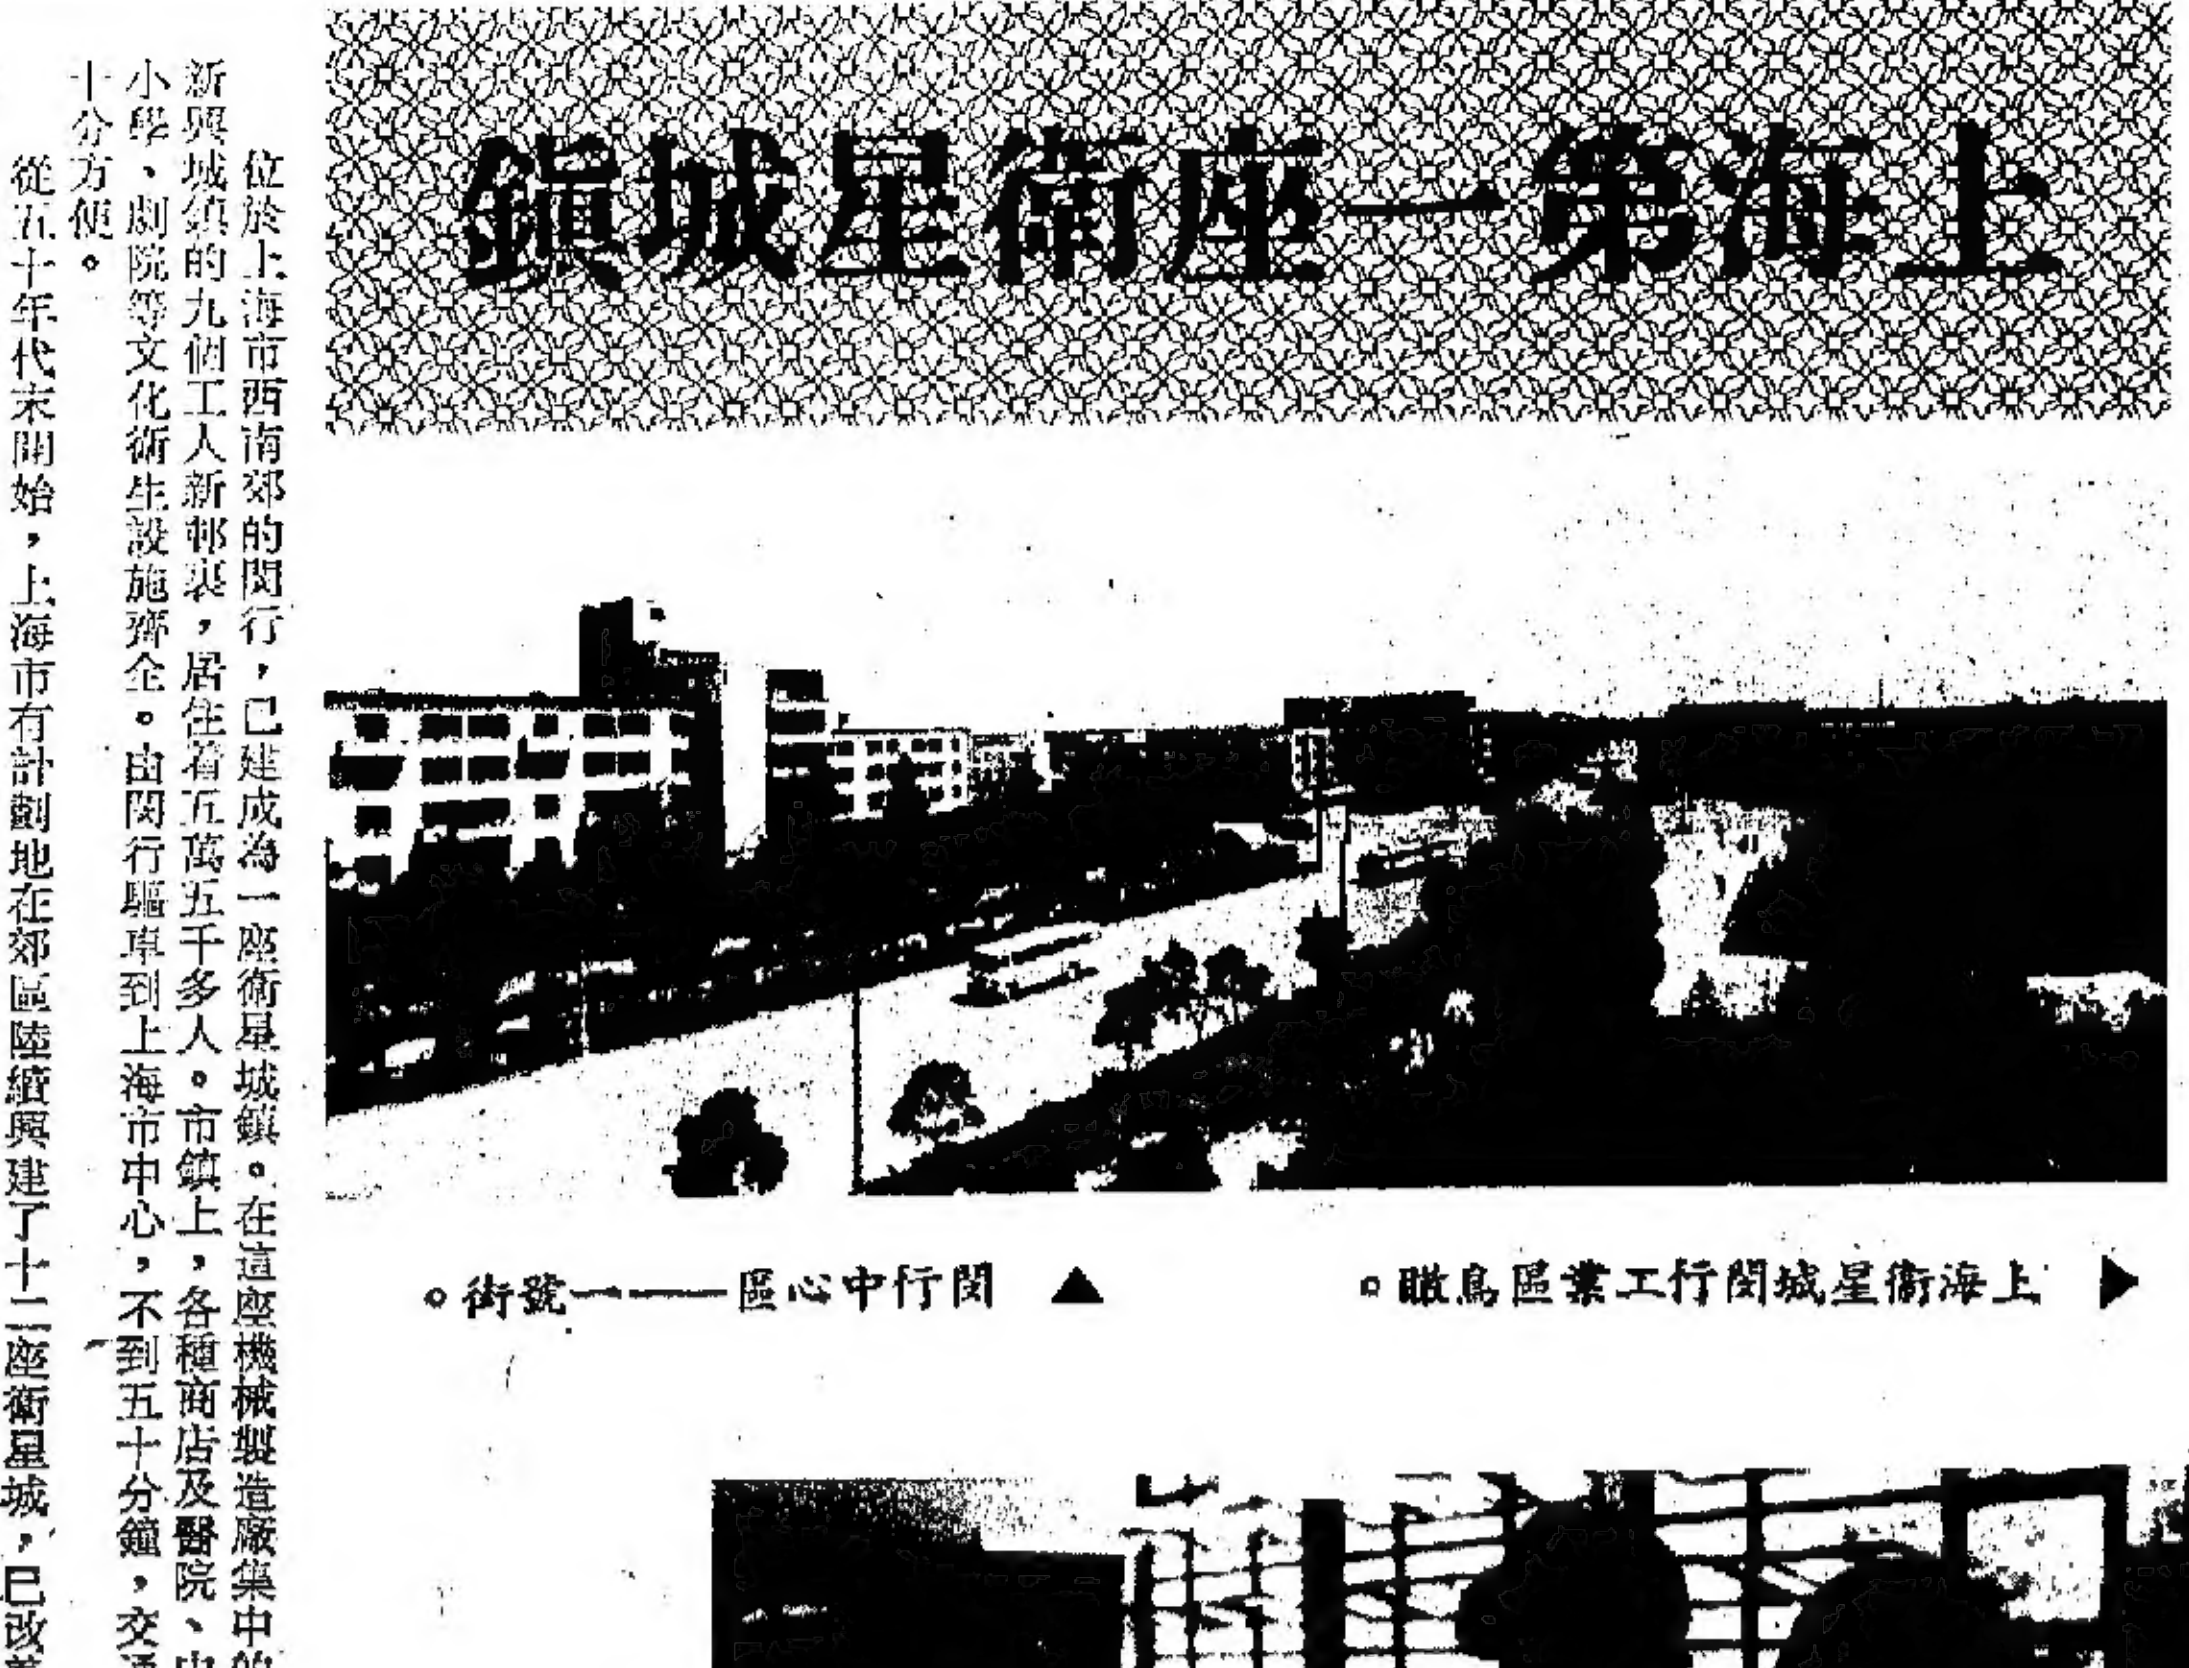 上海第一座衛星城鎭
位於上海市西南郊的閔行，已建成為一座衛星城鎮。在這座機械製造廠集中的
新興城鎮的九個工人新邨裏，居住着五萬五千多人。市鎮上，各種商店及醫院、中
小學、劇院等文化衛生設施齊全。由閔行驅車到上海市中心，不到五十分鐘，交通
十分方便。
從五十年代末開始，上海市有計劃地在郊區陸續興建了十二座衛星城，已改善
上海衛星城閔行工業區鳥瞰。
閔行中心區——一號街。